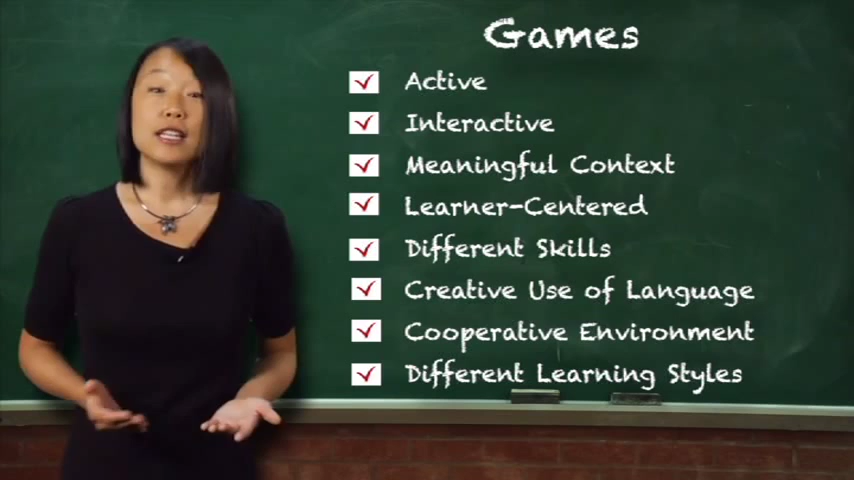 Games
Active
Interactive
Meaningful Context
Learner-Centered
Different Skills
Creative Use of Language
Cooperative Environment
Different Learning Styles